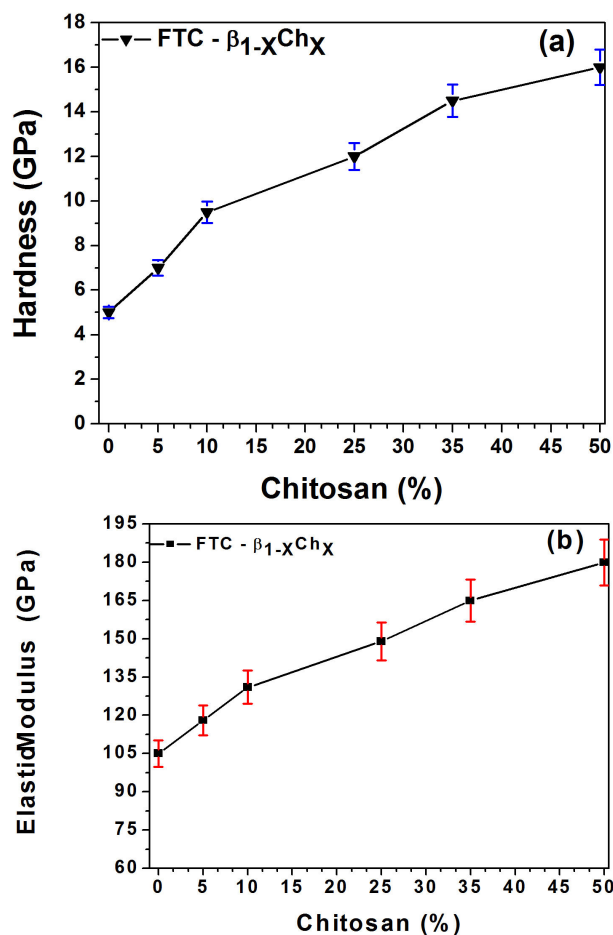 (a)
FTC - β1-XChX
18
16
14
12
10
8
6
4
2
0
Hardness (GPa)
0 5 10 15 20 25 30 35 40 45 50
Chitosan (%)
(b)
FTC - β1-XChX
195
180
165
150
135
120
105
90
75
60
ElasticModulus (GPa)
0 5 10 15 20 25 30 35 40 45 50
Chitosan (%)